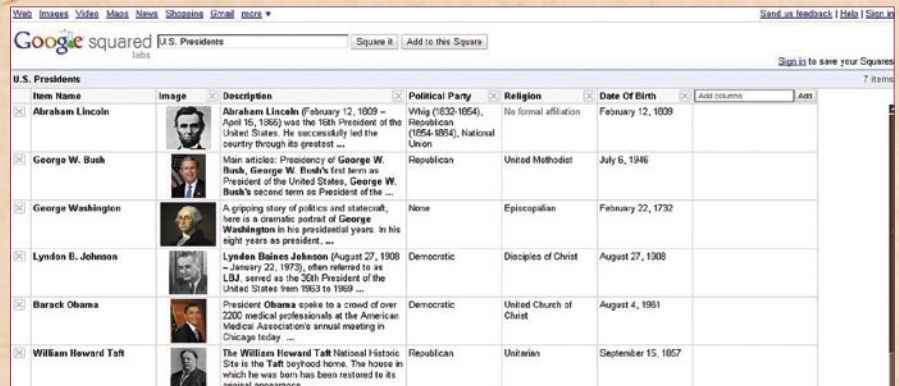 Web Images Video Maps News Shopping Gmail more ▼ Send us feedback | Help | Sign in
Google squared labs U.S. Presidents Square it Add to this Square
Sign in to save your Squares
U.S. Presidents 7 items
Item Name Image Description Political Party Religion Date Of Birth Add columns Add
Abraham Lincoln
Abraham Lincoln (February 12, 1809 –
April 15, 1865) was the 16th President of the
United States. He successfully led the
country through its greatest ...
Whig (1832-1854),
Republican
(1854-1864), National
Union
No formal affiliation
February 12, 1809
George W. Bush
Main articles: Presidency of George W.
Bush, George W. Bush's first term as
President of the United States, George W.
Bush's second term as President of the ...
Republican
United Methodist
July 6, 1946
George Washington
A gripping story of politics and statecraft,
here is a dramatic portrait of George
Washington in his presidential years. In his
eight years as president, ...
None
Episcopalian
February 22, 1732
Lyndon B. Johnson
Lyndon Baines Johnson (August 27, 1908
– January 22, 1973), often referred to as
LBJ, served as the 36th President of the
United States from 1963 to 1969 ...
Democratic
Disciples of Christ
August 27, 1908
Barack Obama
President Obama spoke to a crowd of over
2200 medical professionals at the American
Medical Association's annual meeting in
Chicago today. ...
Democratic
United Church of
Christ
August 4, 1961
William Howard Taft
The William Howard Taft National Historic
Site is the Taft boyhood home. The house in
which he was born has been restored to its
original appearance
Republican
Unitarian
September 15, 1857